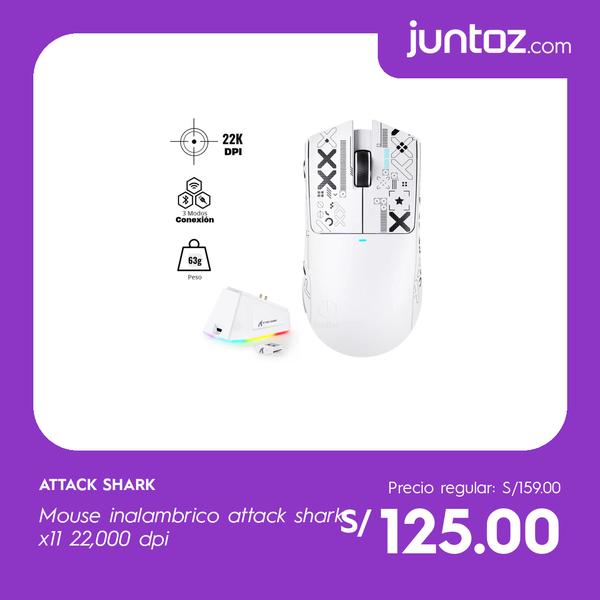 juntoz.com
22K
DPI
3 Modos
Conexión
63g
Peso
ATTACK SHARK
Precio regular: S/159.00
Mouse inalambrico attack shark
x11 22,000 dpi
S/125.00